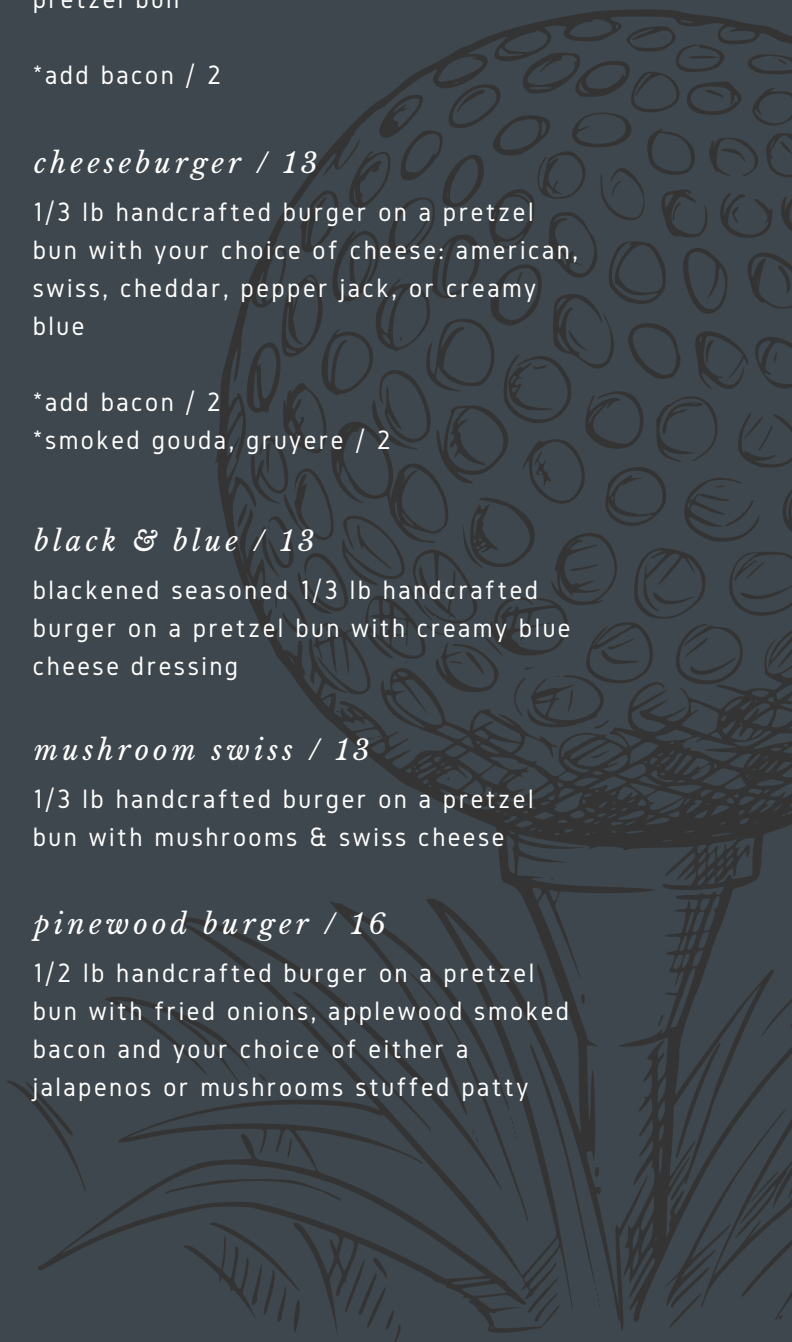 pretzel bun
*add bacon / 2
cheeseburger / 13
1/3 lb handcrafted burger on a pretzel
bun with your choice of cheese: american,
swiss, cheddar, pepper jack, or creamy
blue
*add bacon / 2
*smoked gouda, gruyere / 2
black & blue / 13
blackened seasoned 1/3 lb handcrafted
burger on a pretzel bun with creamy blue
cheese dressing
mushroom swiss / 13
1/3 lb handcrafted burger on a pretzel
bun with mushrooms & swiss cheese
pinewood burger / 16
1/2 lb handcrafted burger on a pretzel
bun with fried onions, applewood smoked
bacon and your choice of either a
jalapenos or mushrooms stuffed patty